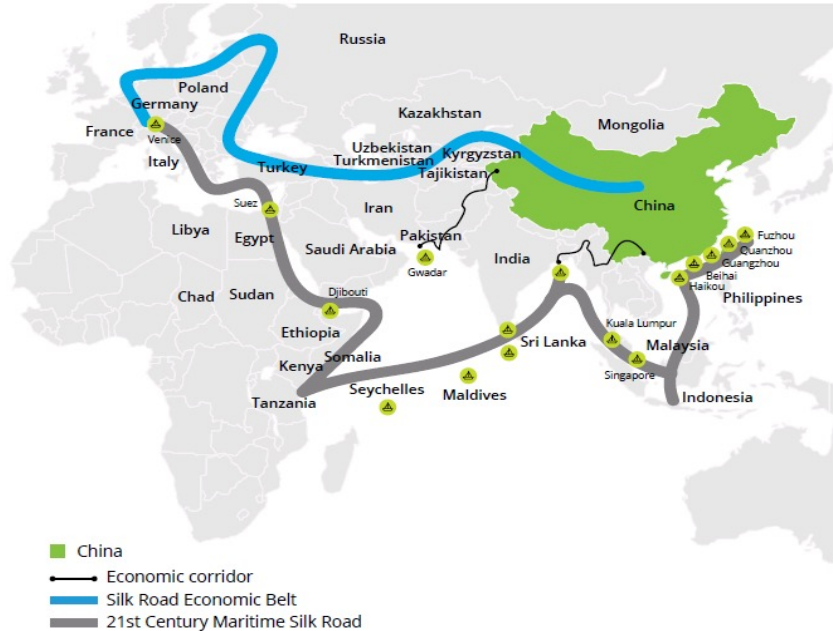 Russia
Poland
Germany
Kazakhstan
Mongolia
France
Venice
Uzbekistan
Kyrgyzstan
Italy
Turkmenistan
Turkey
Tajikistan
China
Suez
Iran
Libya
Egypt
Pakistan
Fuzhou
Saudi Arabia
India
Quanzhou
Gwadar
Guangzhou
Beihai
Haikou
Chad
Sudan
Djibouti
Philippines
Ethiopia
Kuala Lumpur
Sri Lanka
Malaysia
Somalia
Kenya
Singapore
Seychelles
Maldives
Tanzania
Indonesia
China
Economic corridor
Silk Road Economic Belt
21st Century Maritime Silk Road